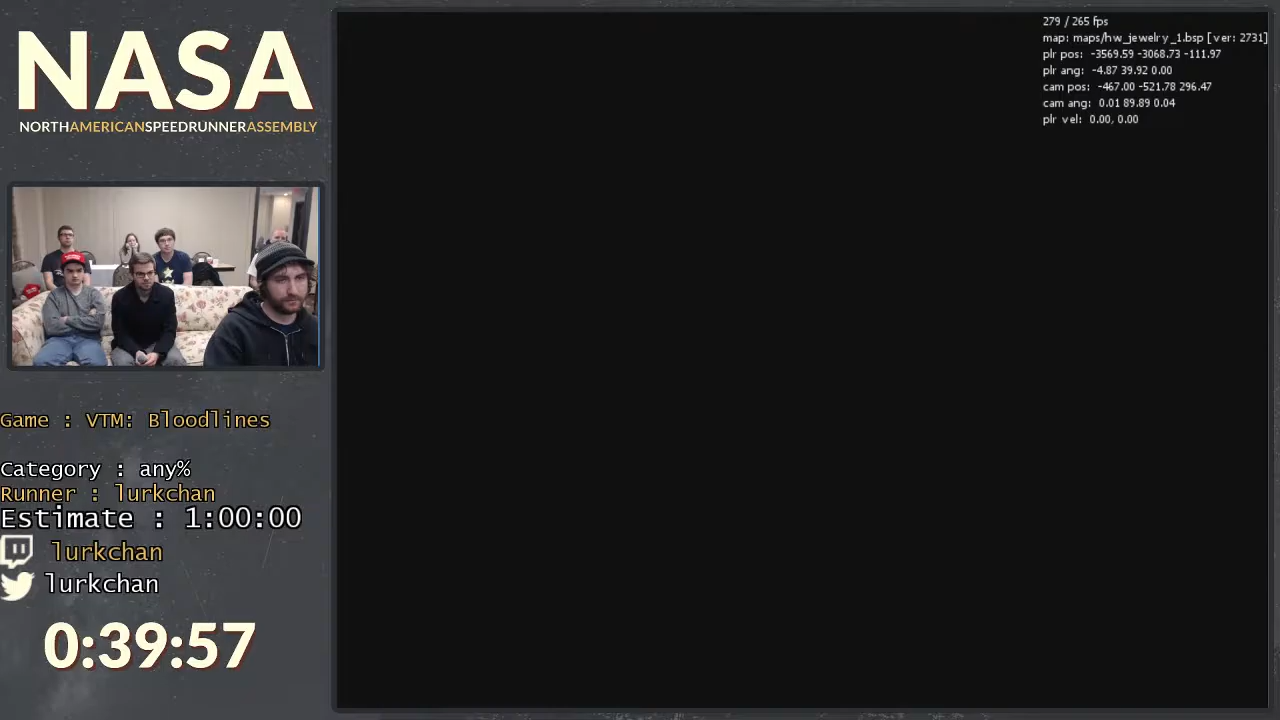 NASA
NORTHAMERICANSPEEDRUNNERASSEMBLY
279 / 265 fps
map: maps/hw_jewelry_1.bsp [ver: 2731]
plr pos: -3569.59 -3068.73 -111.97
plr ang: -4.87 39.92 0.00
cam pos: -467.00 -521.78 296.47
cam ang: 0.01 89.89 0.04
plr vel: 0.00, 0.00
Game : VTM: Bloodlines
Category : any%
Runner : lurkchan
Estimate : 1:00:00
lurkchan
lurkchan
0:39:57